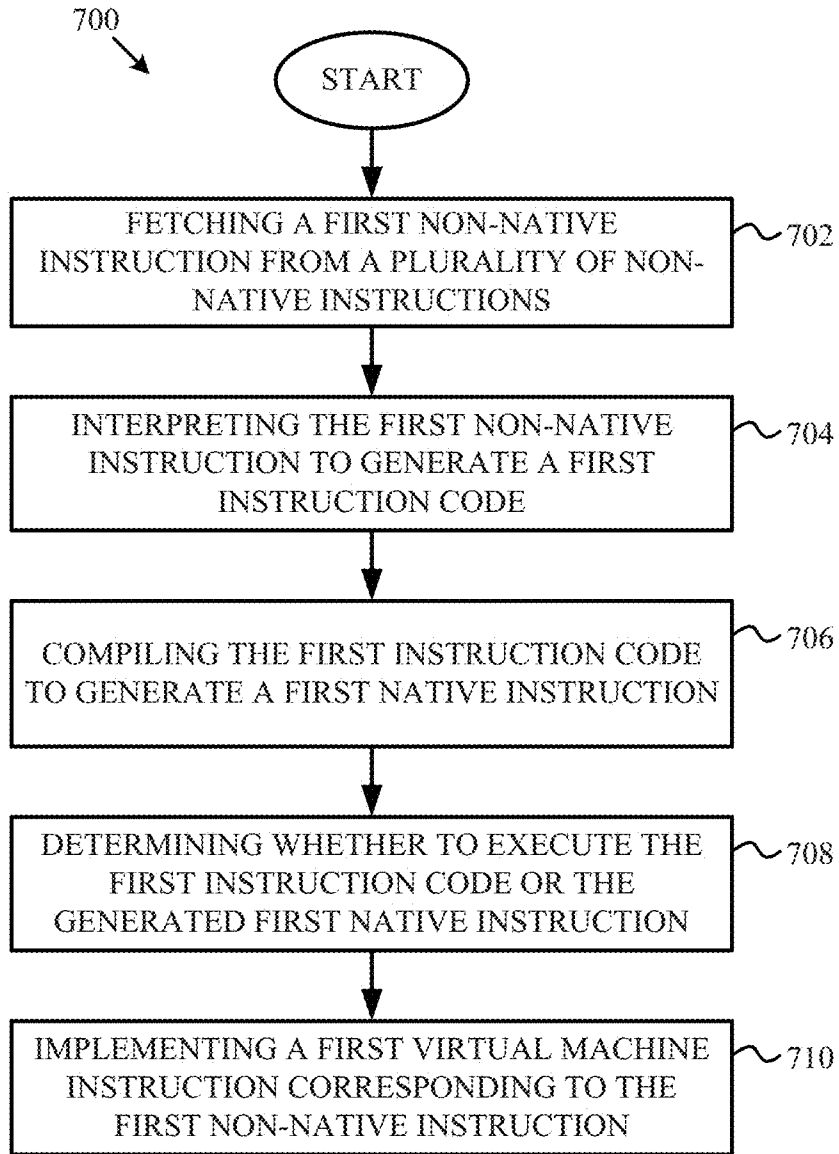 700
START
FETCHING A FIRST NON-NATIVE
INSTRUCTION FROM A PLURALITY OF NON-
NATIVE INSTRUCTIONS
702
INTERPRETING THE FIRST NON-NATIVE
INSTRUCTION TO GENERATE A FIRST
INSTRUCTION CODE
704
COMPILING THE FIRST INSTRUCTION CODE
TO GENERATE A FIRST NATIVE INSTRUCTION
706
DETERMINING WHETHER TO EXECUTE THE
FIRST INSTRUCTION CODE OR THE
GENERATED FIRST NATIVE INSTRUCTION
708
IMPLEMENTING A FIRST VIRTUAL MACHINE
INSTRUCTION CORRESPONDING TO THE
FIRST NON-NATIVE INSTRUCTION
710